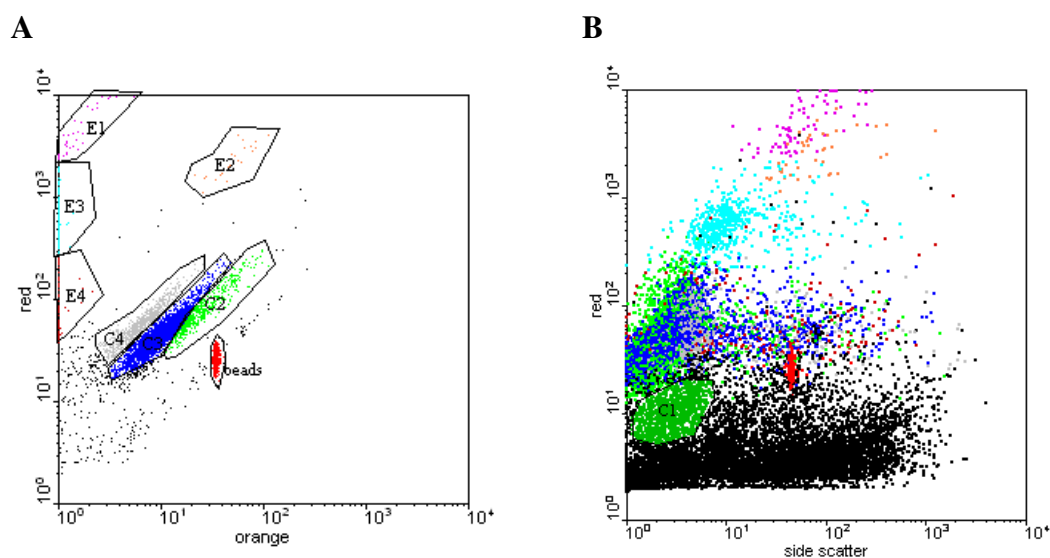 A
B
10⁴
10³
10²
10¹
10⁰
red
E1
E2
E3
E4
C4
C3
C2
beads
10⁰
10¹
10²
10³
10⁴
orange
10⁴
10³
10²
10¹
10⁰
red
C1
10⁰
10¹
10²
10³
10⁴
side scatter